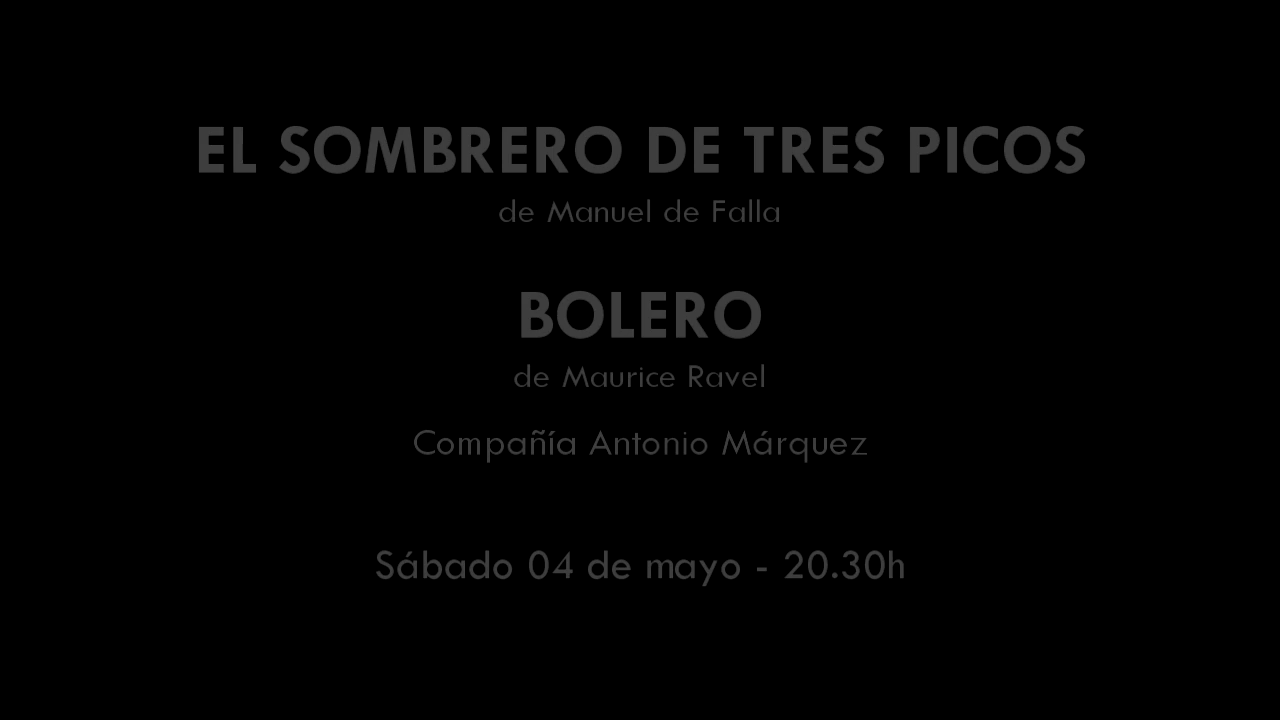 EL SOMBRERO DE TRES PICOS
de Manuel de Falla
BOLERO
de Maurice Ravel
Compañía Antonio Márquez
Sábado 04 de mayo - 20.30h